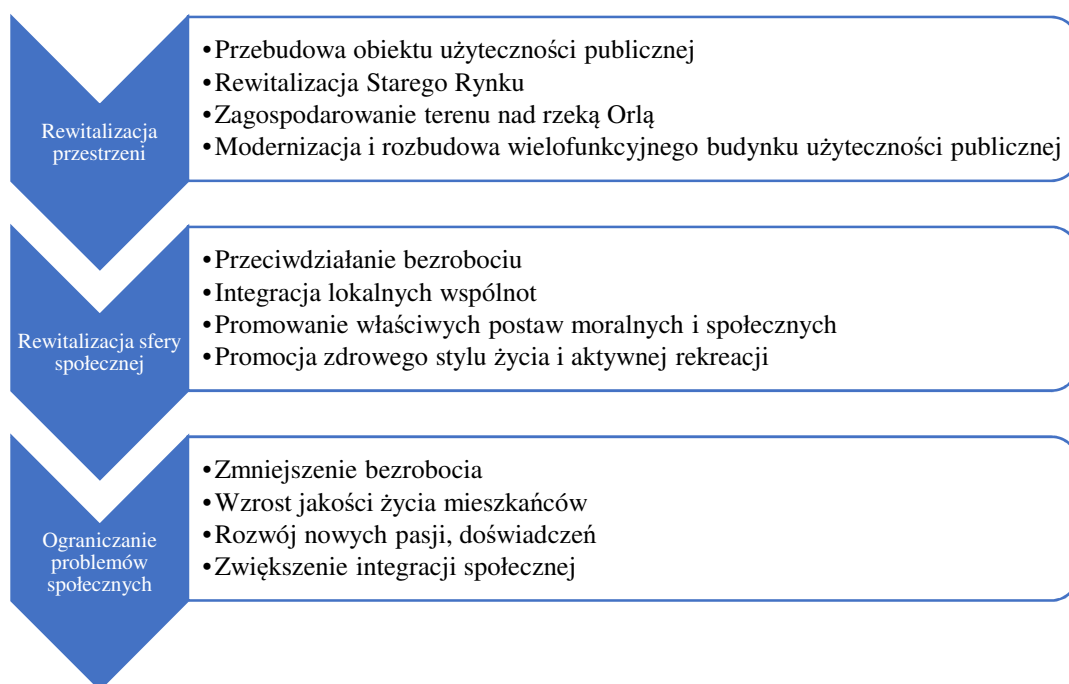 Rewitalizacja
przestrzeni
•Przebudowa obiektu użyteczności publicznej
•Rewitalizacja Starego Rynku
•Zagospodarowanie terenu nad rzeką Orlą
•Modernizacja i rozbudowa wielofunkcyjnego budynku użyteczności publicznej
Rewitalizacja sfery
społecznej
•Przeciwdziałanie bezrobociu
•Integracja lokalnych wspólnot
•Promowanie właściwych postaw moralnych i społecznych
•Promocja zdrowego stylu życia i aktywnej rekreacji
Ograniczanie
problemów
społecznych
•Zmniejszenie bezrobocia
•Wzrost jakości życia mieszkańców
•Rozwój nowych pasji, doświadczeń
•Zwiększenie integracji społecznej